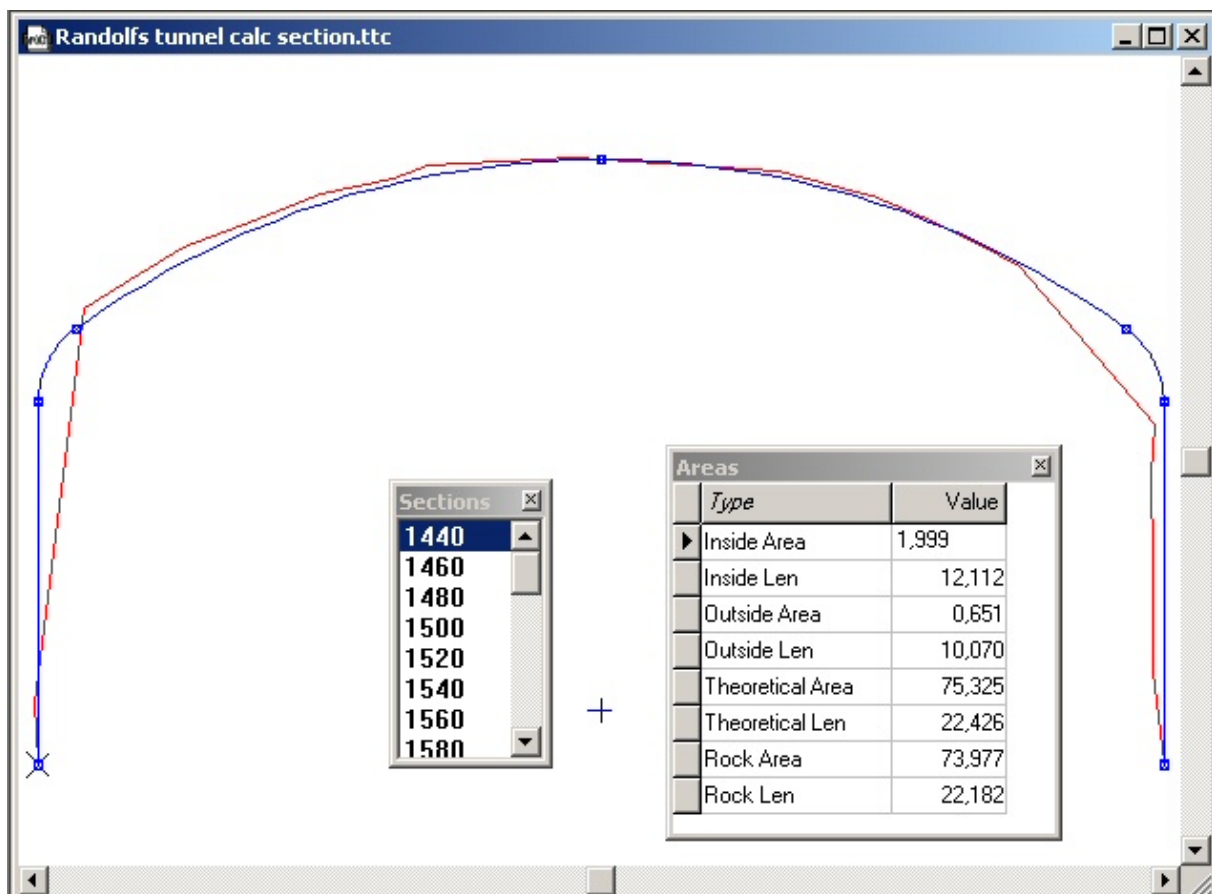 Randolfs tunnel calc section.ttc
Sections
1440
1460
1480
1500
1520
1540
1560
1580
Areas
Type Value
Inside Area 1,999
Inside Len 12,112
Outside Area 0,651
Outside Len 10,070
Theoretical Area 75,325
Theoretical Len 22,426
Rock Area 73,977
Rock Len 22,182